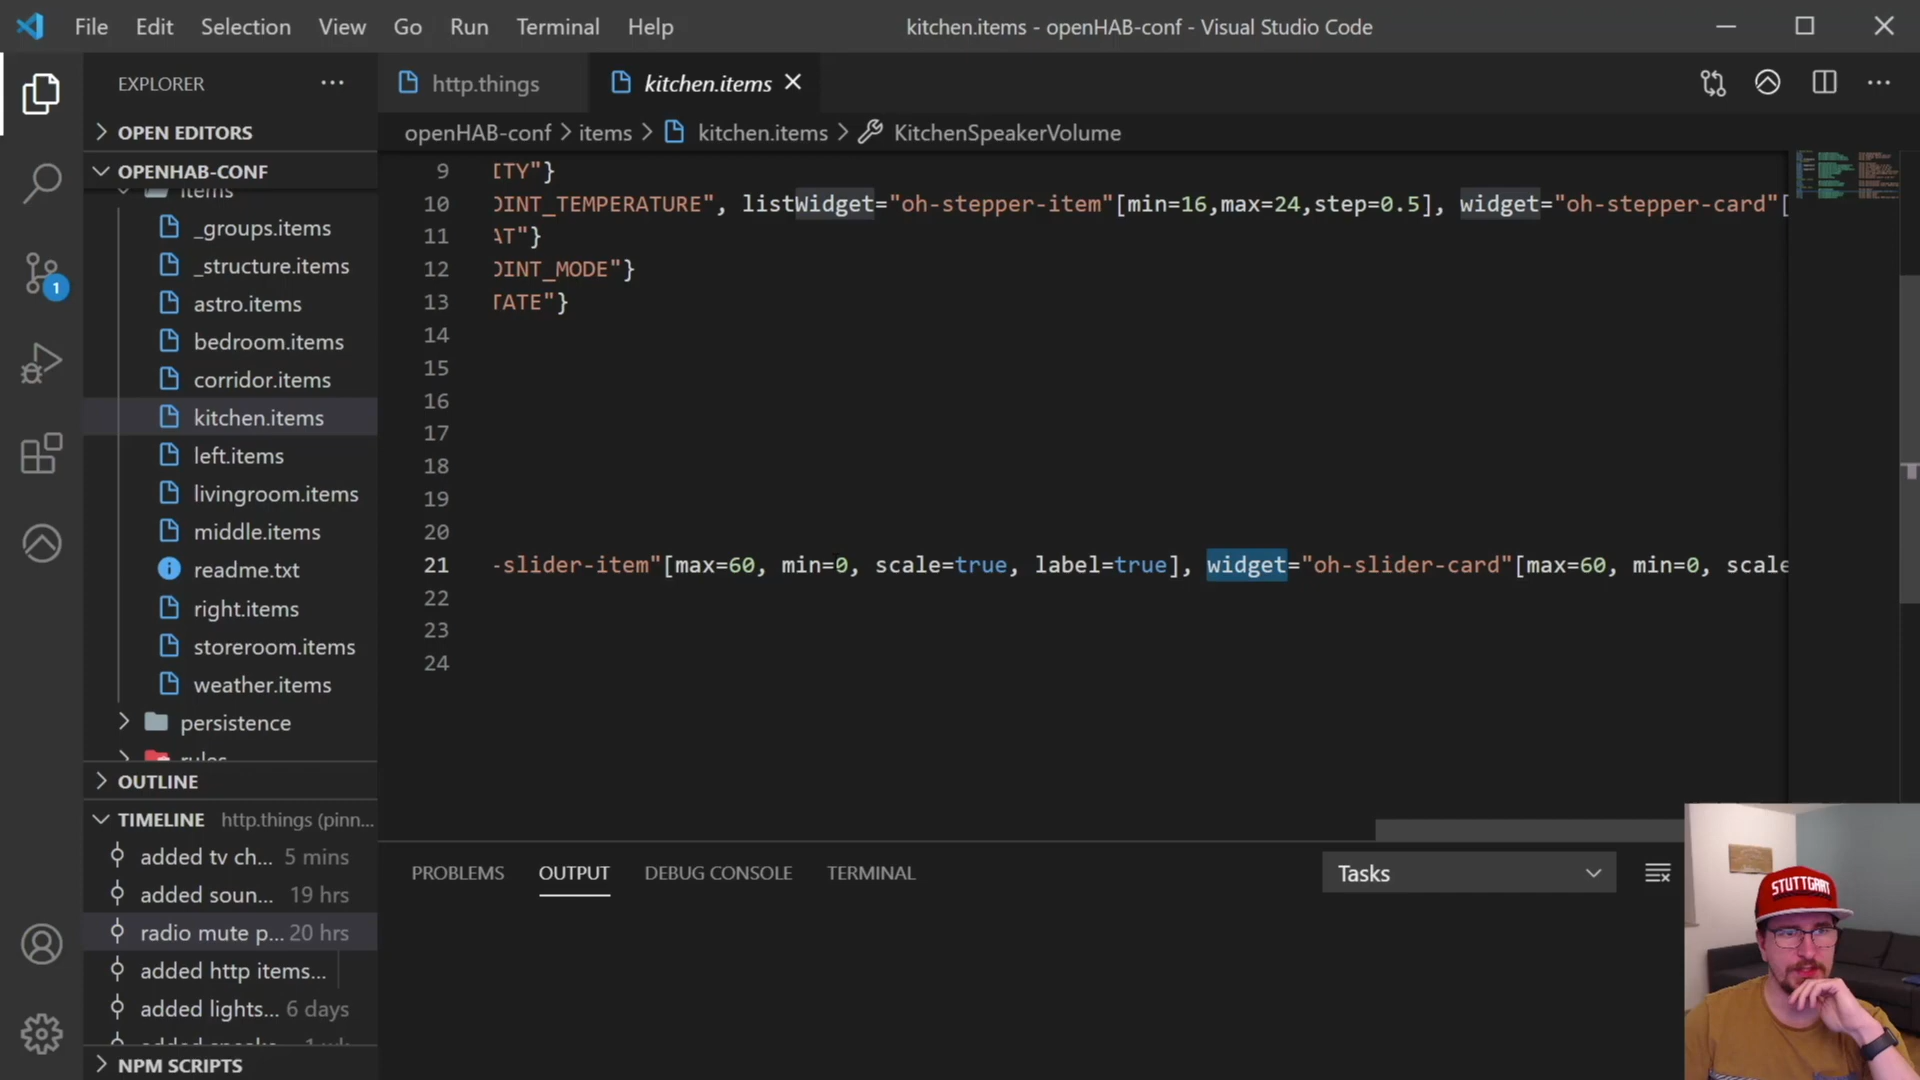 File Edit Selection View Go Run Terminal Help
kitchen.items - openHAB-conf - Visual Studio Code
EXPLORER
OPEN EDITORS
OPENHAB-CONF
items
_groups.items
_structure.items
astro.items
bedroom.items
corridor.items
kitchen.items
left.items
livingroom.items
middle.items
readme.txt
right.items
storeroom.items
weather.items
persistence
rules
OUTLINE
TIMELINE http.things (pinn...
added tv ch... 5 mins
added soun... 19 hrs
radio mute p... 20 hrs
added http items...
added lights... 6 days
NPM SCRIPTS
1
http.things
kitchen.items
openHAB-conf > items > kitchen.items > KitchenSpeakerVolume
9 ITY"}
10 OINT_TEMPERATURE", listWidget="oh-stepper-item"[min=16,max=24,step=0.5], widget="oh-stepper-card"[
11 AT"}
12 OINT_MODE"}
13 TATE"}
14
15
16
17
18
19
20
21 -slider-item"[max=60, min=0, scale=true, label=true], widget="oh-slider-card"[max=60, min=0, scale
22
23
24
PROBLEMS OUTPUT DEBUG CONSOLE TERMINAL
Tasks
STUTTGART